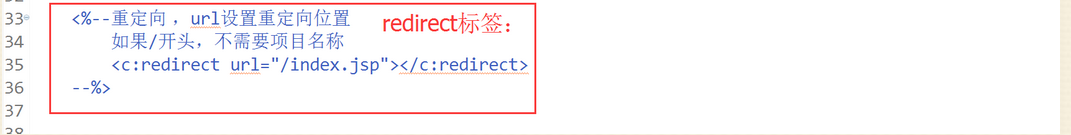 33 <%--重定向 ，url设置重定向位置 redirect标签：
34 如果/开头，不需要项目名称
35 <c:redirect url="/index.jsp"></c:redirect>
36 --%>
37
38